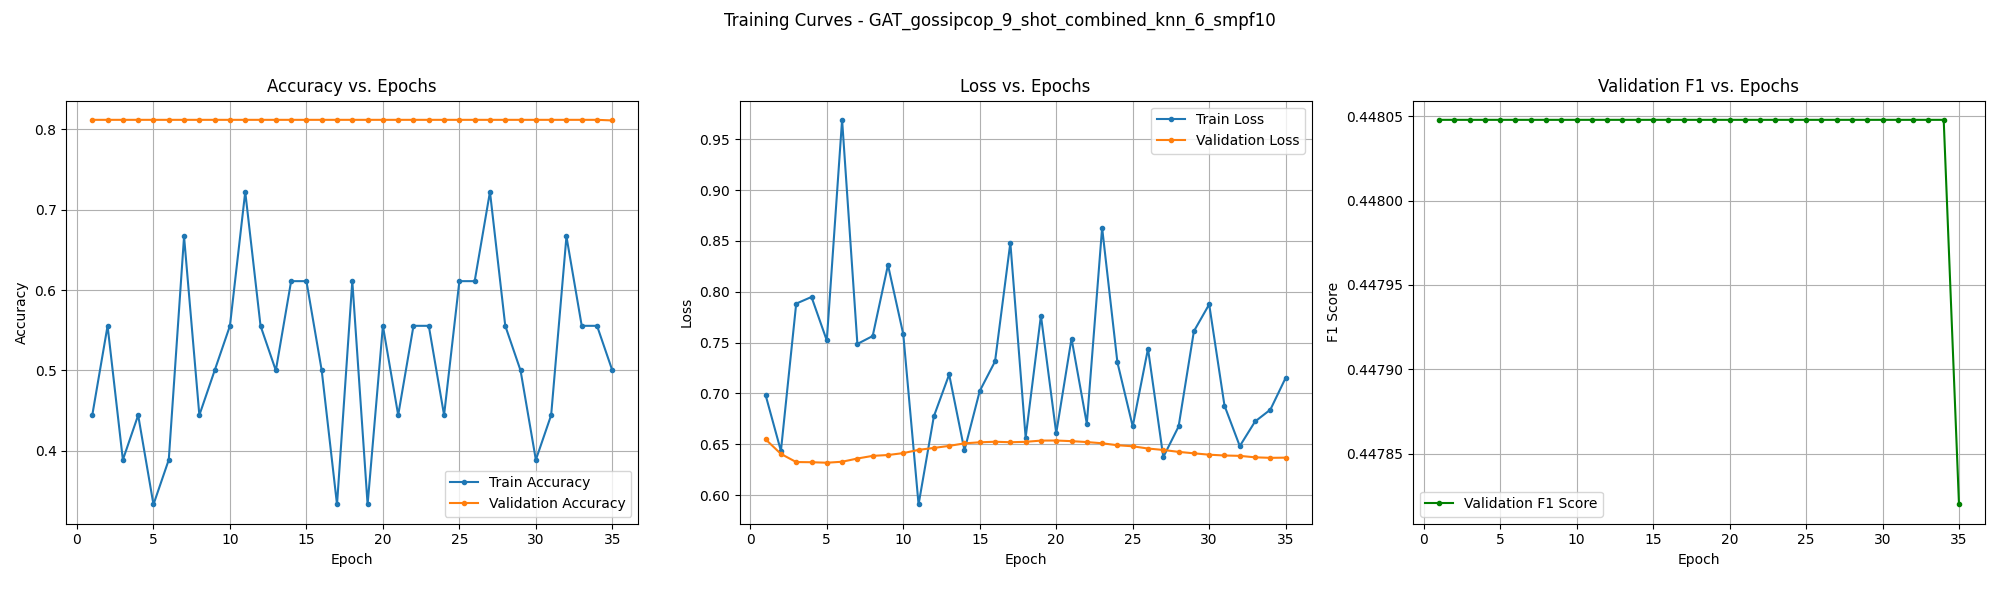 Training Curves - GAT_gossipcop_9_shot_combined_knn_6_smpf10
Accuracy vs. Epochs
0.8
0.7
0.6
0.5
0.4
Accuracy
0 5 10 15 20 25 30 35
Epoch
Train Accuracy
Validation Accuracy
Loss vs. Epochs
0.95
0.90
0.85
0.80
0.75
0.70
0.65
0.60
Loss
0 5 10 15 20 25 30 35
Epoch
Train Loss
Validation Loss
Validation F1 vs. Epochs
0.44805
0.44800
0.44795
0.44790
0.44785
F1 Score
0 5 10 15 20 25 30 35
Epoch
Validation F1 Score